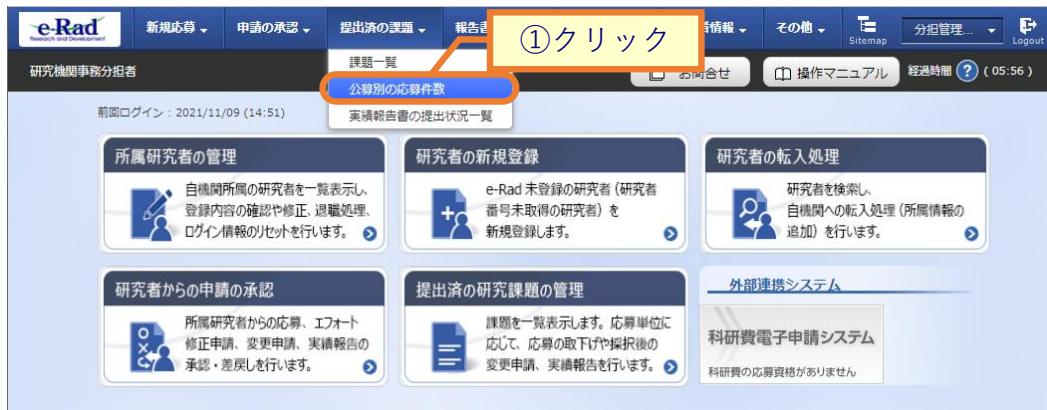 e-Rad
Research and Development
新規応募
申請の承認
提出済の課題
報告書
者情報
その他
Sitemap
分担管理...
Logout
①クリック
研究機関事務分担者
課題一覧
お問合せ
操作マニュアル
経過時間 ? ( 05:56 )
公募別の応募件数
前回ログイン : 2021/11/09 (14:51)
実績報告書の提出状況一覧
所属研究者の管理
自機関所属の研究者を一覧表示し、
登録内容の確認や修正、退職処理、
ログイン情報のリセットを行います。
研究者の新規登録
e-Rad 未登録の研究者 (研究者
番号未取得の研究者) を
新規登録します。
研究者の転入処理
研究者を検索し、
自機関への転入処理 (所属情報の
追加) を行います。
研究者からの申請の承認
所属研究者からの応募、エフォート
修正申請、変更申請、実績報告の
承認・差戻しを行います。
提出済の研究課題の管理
課題を一覧表示します。応募単位に
応じて、応募の取下げや採択後の
変更申請、実績報告を行います。
外部連携システム
科研費電子申請システム
科研費の応募資格がありません